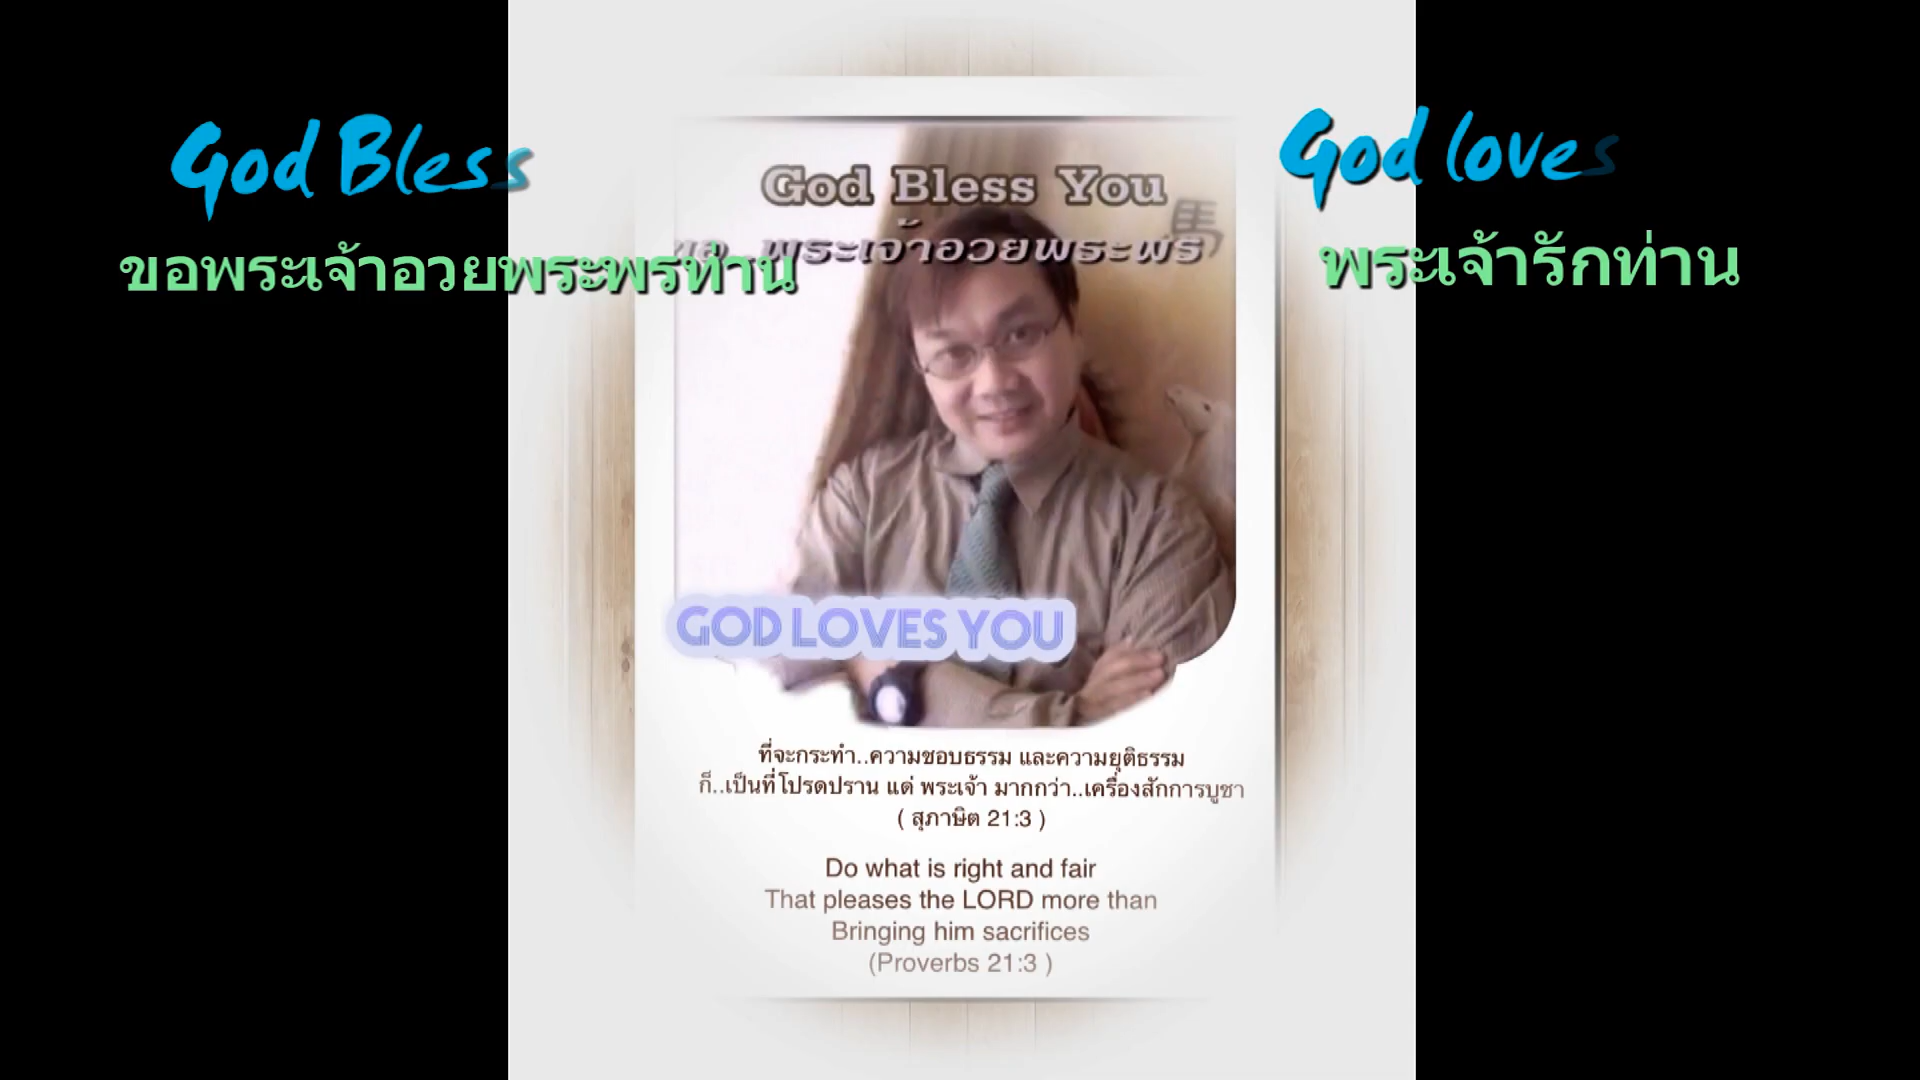 God Bless
ขอพระเจ้าอวยพระพรท่าน
God loves
พระเจ้ารักท่าน
God Bless You
馬
ขอ..พระเจ้าอวยพระพร
GOD LOVES YOU
ที่จะกระทำ..ความชอบธรรม และความยุติธรรม
ก็..เป็นที่โปรดปราน แด่ พระเจ้า มากกว่า..เครื่องสักการบูชา
( สุภาษิต 21:3 )
Do what is right and fair
That pleases the LORD more than
Bringing him sacrifices
(Proverbs 21:3 )